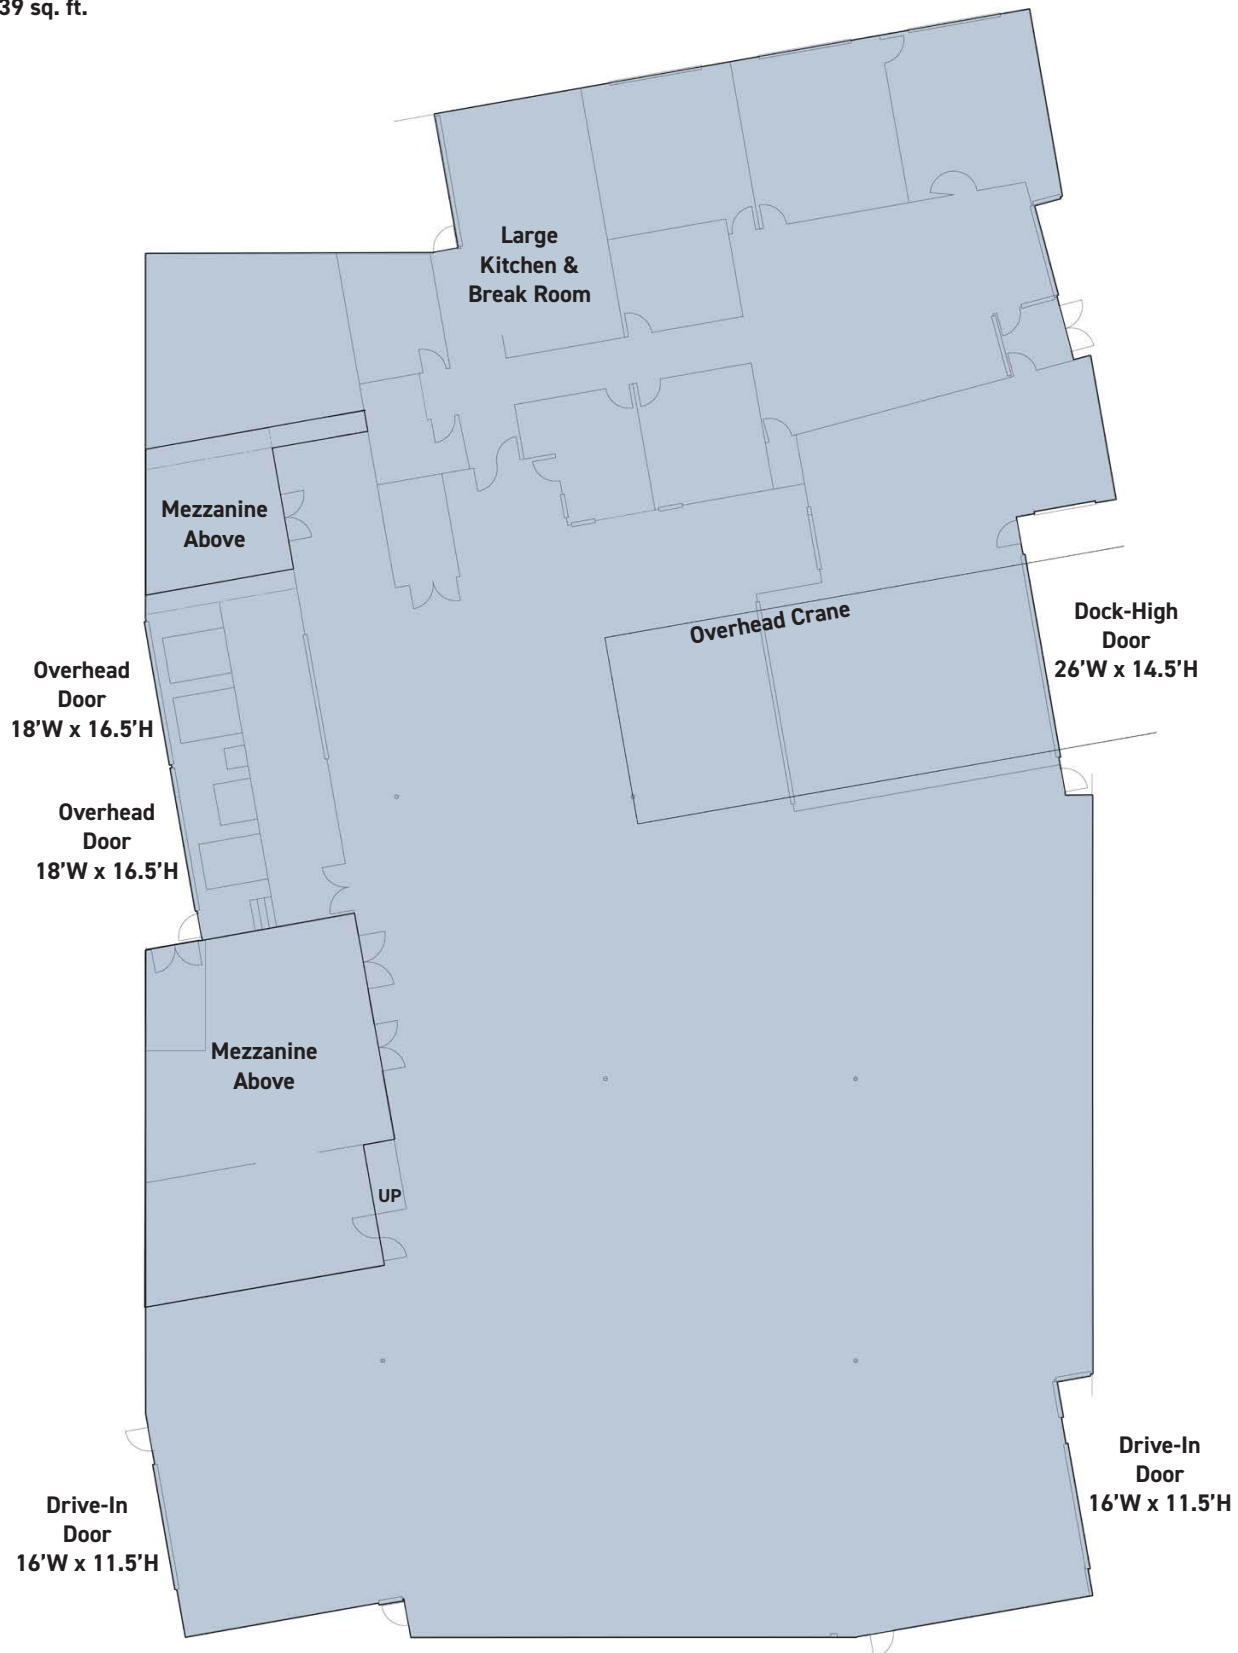 39 sq. ft.
Large
Kitchen &
Break Room
Mezzanine
Above
Overhead Crane
Dock-High
Door
26'W x 14.5'H
Overhead
Door
18'W x 16.5'H
Overhead
Door
18'W x 16.5'H
Mezzanine
Above
UP
Drive-In
Door
16'W x 11.5'H
Drive-In
Door
16'W x 11.5'H